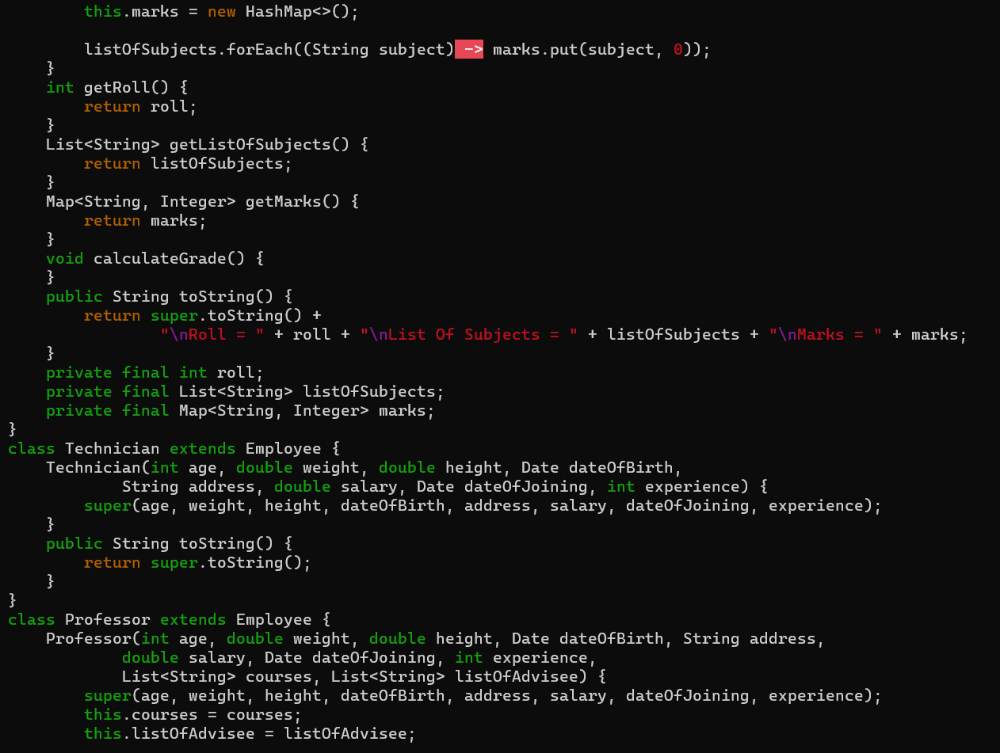 this.marks = new HashMap<>();
listOfSubjects.forEach((String subject) -> marks.put(subject, 0));
}
int getRoll() {
return roll;
}
List<String> getListOfSubjects() {
return listOfSubjects;
}
Map<String, Integer> getMarks() {
return marks;
}
void calculateGrade() {
}
public String toString() {
return super.toString() +
"\nRoll = " + roll + "\nList Of Subjects = " + listOfSubjects + "\nMarks = " + marks;
}
private final int roll;
private final List<String> listOfSubjects;
private final Map<String, Integer> marks;
}
class Technician extends Employee {
Technician(int age, double weight, double height, Date dateOfBirth,
String address, double salary, Date dateOfJoining, int experience) {
super(age, weight, height, dateOfBirth, address, salary, dateOfJoining, experience);
}
public String toString() {
return super.toString();
}
}
class Professor extends Employee {
Professor(int age, double weight, double height, Date dateOfBirth, String address,
double salary, Date dateOfJoining, int experience,
List<String> courses, List<String> listOfAdvisee) {
super(age, weight, height, dateOfBirth, address, salary, dateOfJoining, experience);
this.courses = courses;
this.listOfAdvisee = listOfAdvisee;